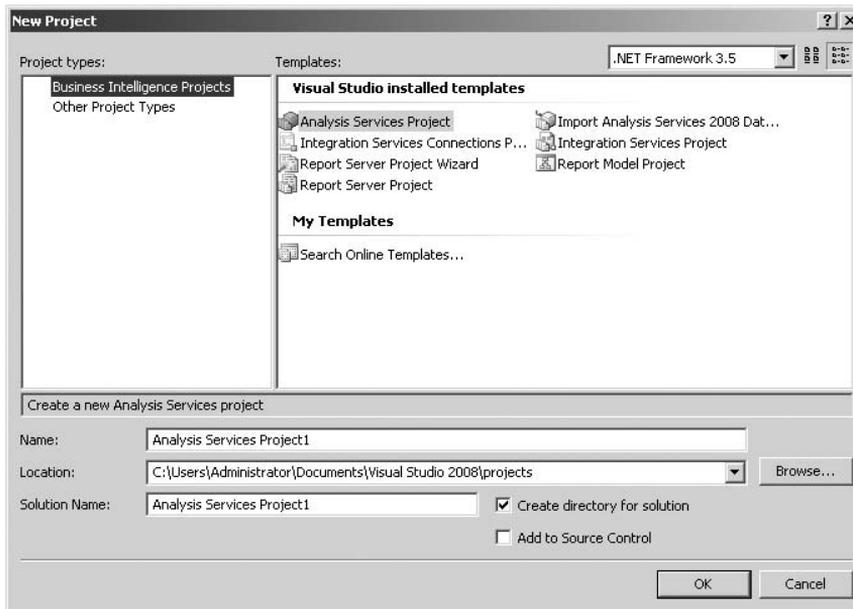 New Project
Project types:
Templates:
.NET Framework 3.5
Business Intelligence Projects
Other Project Types
Visual Studio installed templates
Analysis Services Project
Import Analysis Services 2008 Dat...
Integration Services Connections P...
Integration Services Project
Report Server Project Wizard
Report Model Project
Report Server Project
My Templates
Search Online Templates...
Create a new Analysis Services project
Name:
Analysis Services Project1
Location:
C:\Users\Administrator\Documents\Visual Studio 2008\projects
Browse...
Solution Name:
Analysis Services Project1
Create directory for solution
Add to Source Control
OK
Cancel